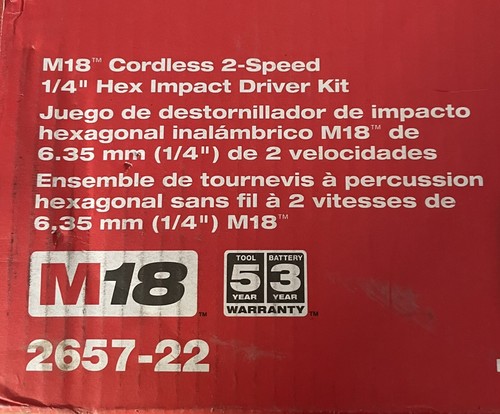 M18™ Cordless 2-Speed
1/4" Hex Impact Driver Kit
Juego de destornillador de impacto
hexagonal inalámbrico M18™ de
6.35 mm (1/4") de 2 velocidades
Ensemble de tournevis à percussion
hexagonal sans fil à 2 vitesses de
6,35 mm (1/4") M18™
M18™
TOOL BATTERY
5 3
YEAR YEAR
WARRANTY™
2657-22